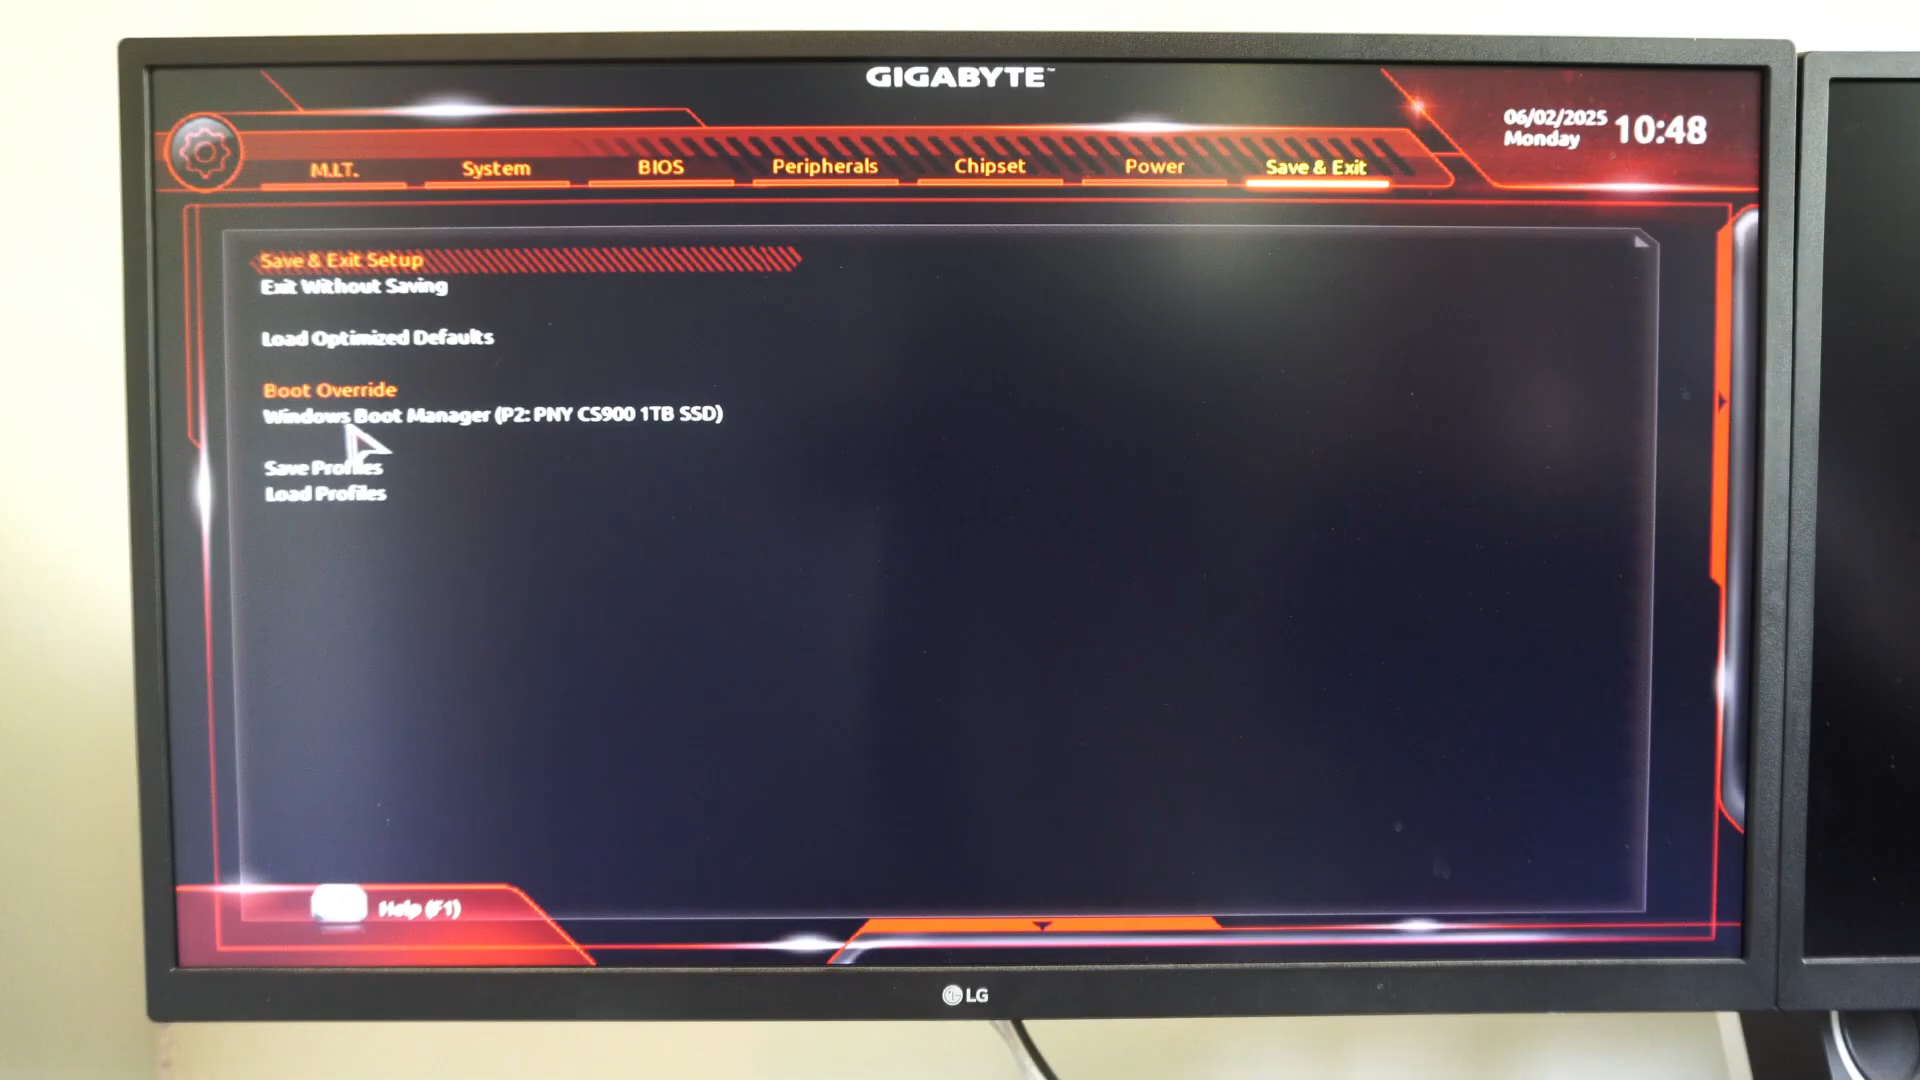 GIGABYTE™
06/02/2025
Monday
10:48
M.I.T. System BIOS Peripherals Chipset Power Save & Exit
Save & Exit Setup
Exit Without Saving
Load Optimized Defaults
Boot Override
Windows Boot Manager (P2: PNY CS900 1TB SSD)
Save Profiles
Load Profiles
Help (F1)
LG